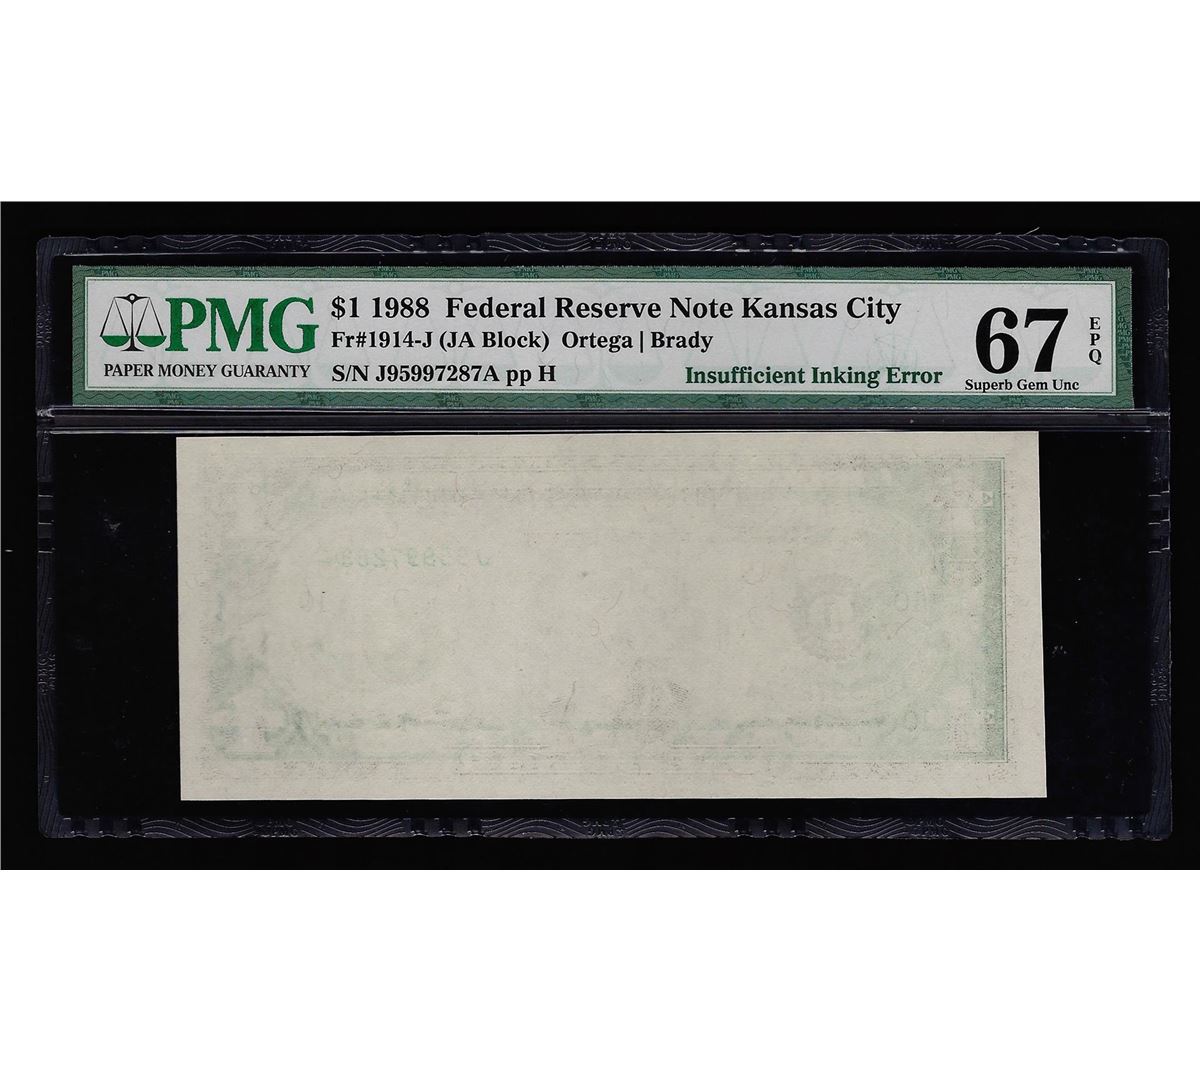 PMG
PAPER MONEY GUARANTY
$1 1988 Federal Reserve Note Kansas City
Fr#1914-J (JA Block) Ortega | Brady
S/N J95997287A pp H
Insufficient Inking Error
67
EPQ
Superb Gem Unc